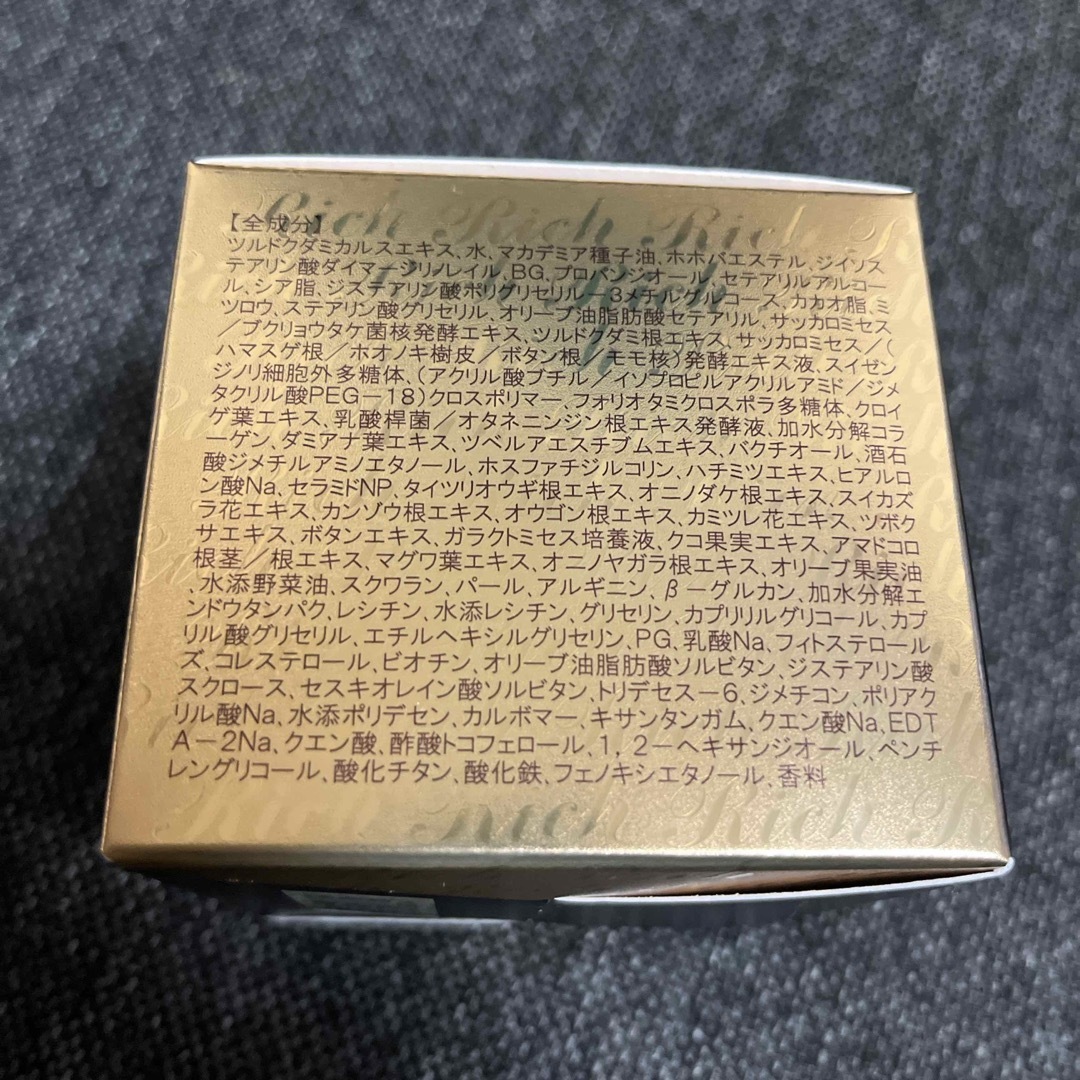 Rich Rich Rich R
【全成分】
ツルドクダミカルスエキス、水、マカデミア種子油、ホホバエステル、ジイソス
テアリン酸ダイマージリノレイル、BG、プロパンジオール、セテアリルアルコー
ル、シア脂、ジステアリン酸ポリグリセリル－3メチルグルコース、カカオ脂、ミ
ツロウ、ステアリン酸グリセリル、オリーブ油脂肪酸セテアリル、サッカロミセス
／ブクリョウタケ菌核発酵エキス、ツルドクダミ根エキス、サッカロミセス／（
ハマスゲ根／ホオノキ樹皮／ボタン根／モモ核）発酵エキス液、スイゼン
ジノリ細胞外多糖体、（アクリル酸ブチル／イソプロピルアクリルアミド／ジメ
タクリル酸PEG－18）クロスポリマー、フォリオタミクロスポラ多糖体、クロイ
ゲ葉エキス、乳酸桿菌／オタネニンジン根エキス発酵液、加水分解コラ
ーゲン、ダミアナ葉エキス、ツベルアエスチブムエキス、バクチオール、酒石
酸ジメチルアミノエタノール、ホスファチジルコリン、ハチミツエキス、ヒアルロ
ン酸Na、セラミドNP、タイツリオウギ根エキス、オニノダケ根エキス、スイカズ
ラ花エキス、カンゾウ根エキス、オウゴン根エキス、カミツレ花エキス、ツボク
サエキス、ボタンエキス、ガラクトミセス培養液、クコ果実エキス、アマドコロ
根茎／根エキス、マグワ葉エキス、オニノヤガラ根エキス、オリーブ果実油
、水添野菜油、スクワラン、パール、アルギニン、β－グルカン、加水分解エ
ンドウタンパク、レシチン、水添レシチン、グリセリン、カプリリルグリコール、カプ
リル酸グリセリル、エチルヘキシルグリセリン、PG、乳酸Na、フィトステロール
ズ、コレステロール、ビオチン、オリーブ油脂肪酸ソルビタン、ジステアリン酸
スクロース、セスキオレイン酸ソルビタン、トリデセス－6、ジメチコン、ポリアク
リル酸Na、水添ポリデセン、カルボマー、キサンタンガム、クエン酸Na、EDT
A－2Na、クエン酸、酢酸トコフェロール、1，2－ヘキサンジオール、ペンチ
レングリコール、酸化チタン、酸化鉄、フェノキシエタノール、香料
Rich Rich Rich R